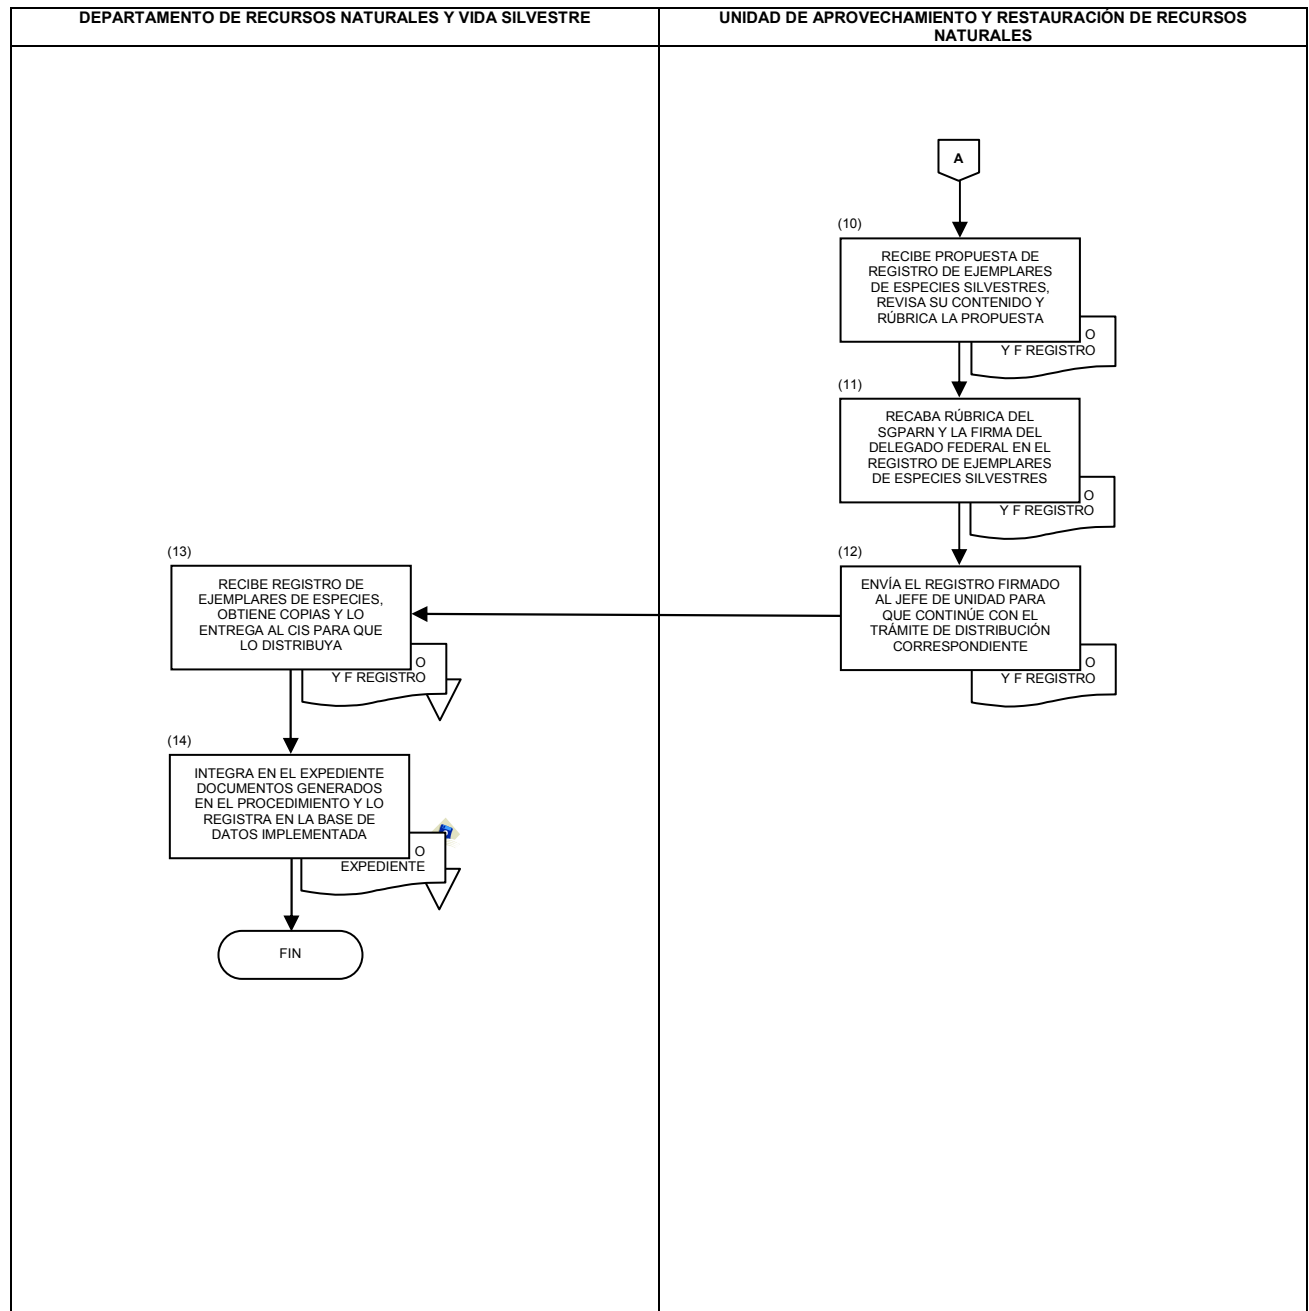 DEPARTAMENTO DE RECURSOS NATURALES Y VIDA SILVESTRE
UNIDAD DE APROVECHAMIENTO Y RESTAURACIÓN DE RECURSOS
NATURALES
A
(10)
RECIBE PROPUESTA DE
REGISTRO DE EJEMPLARES
DE ESPECIES SILVESTRES,
REVISA SU CONTENIDO Y
RÚBRICA LA PROPUESTA
O
Y F REGISTRO
(11)
RECABA RÚBRICA DEL
SGPARN Y LA FIRMA DEL
DELEGADO FEDERAL EN EL
REGISTRO DE EJEMPLARES
DE ESPECIES SILVESTRES
O
Y F REGISTRO
(12)
ENVÍA EL REGISTRO FIRMADO
AL JEFE DE UNIDAD PARA
QUE CONTINÚE CON EL
TRÁMITE DE DISTRIBUCIÓN
CORRESPONDIENTE
O
Y F REGISTRO
(13)
RECIBE REGISTRO DE
EJEMPLARES DE ESPECIES,
OBTIENE COPIAS Y LO
ENTREGA AL CIS PARA QUE
LO DISTRIBUYA
O
Y F REGISTRO
(14)
INTEGRA EN EL EXPEDIENTE
DOCUMENTOS GENERADOS
EN EL PROCEDIMIENTO Y LO
REGISTRA EN LA BASE DE
DATOS IMPLEMENTADA
O
EXPEDIENTE
FIN